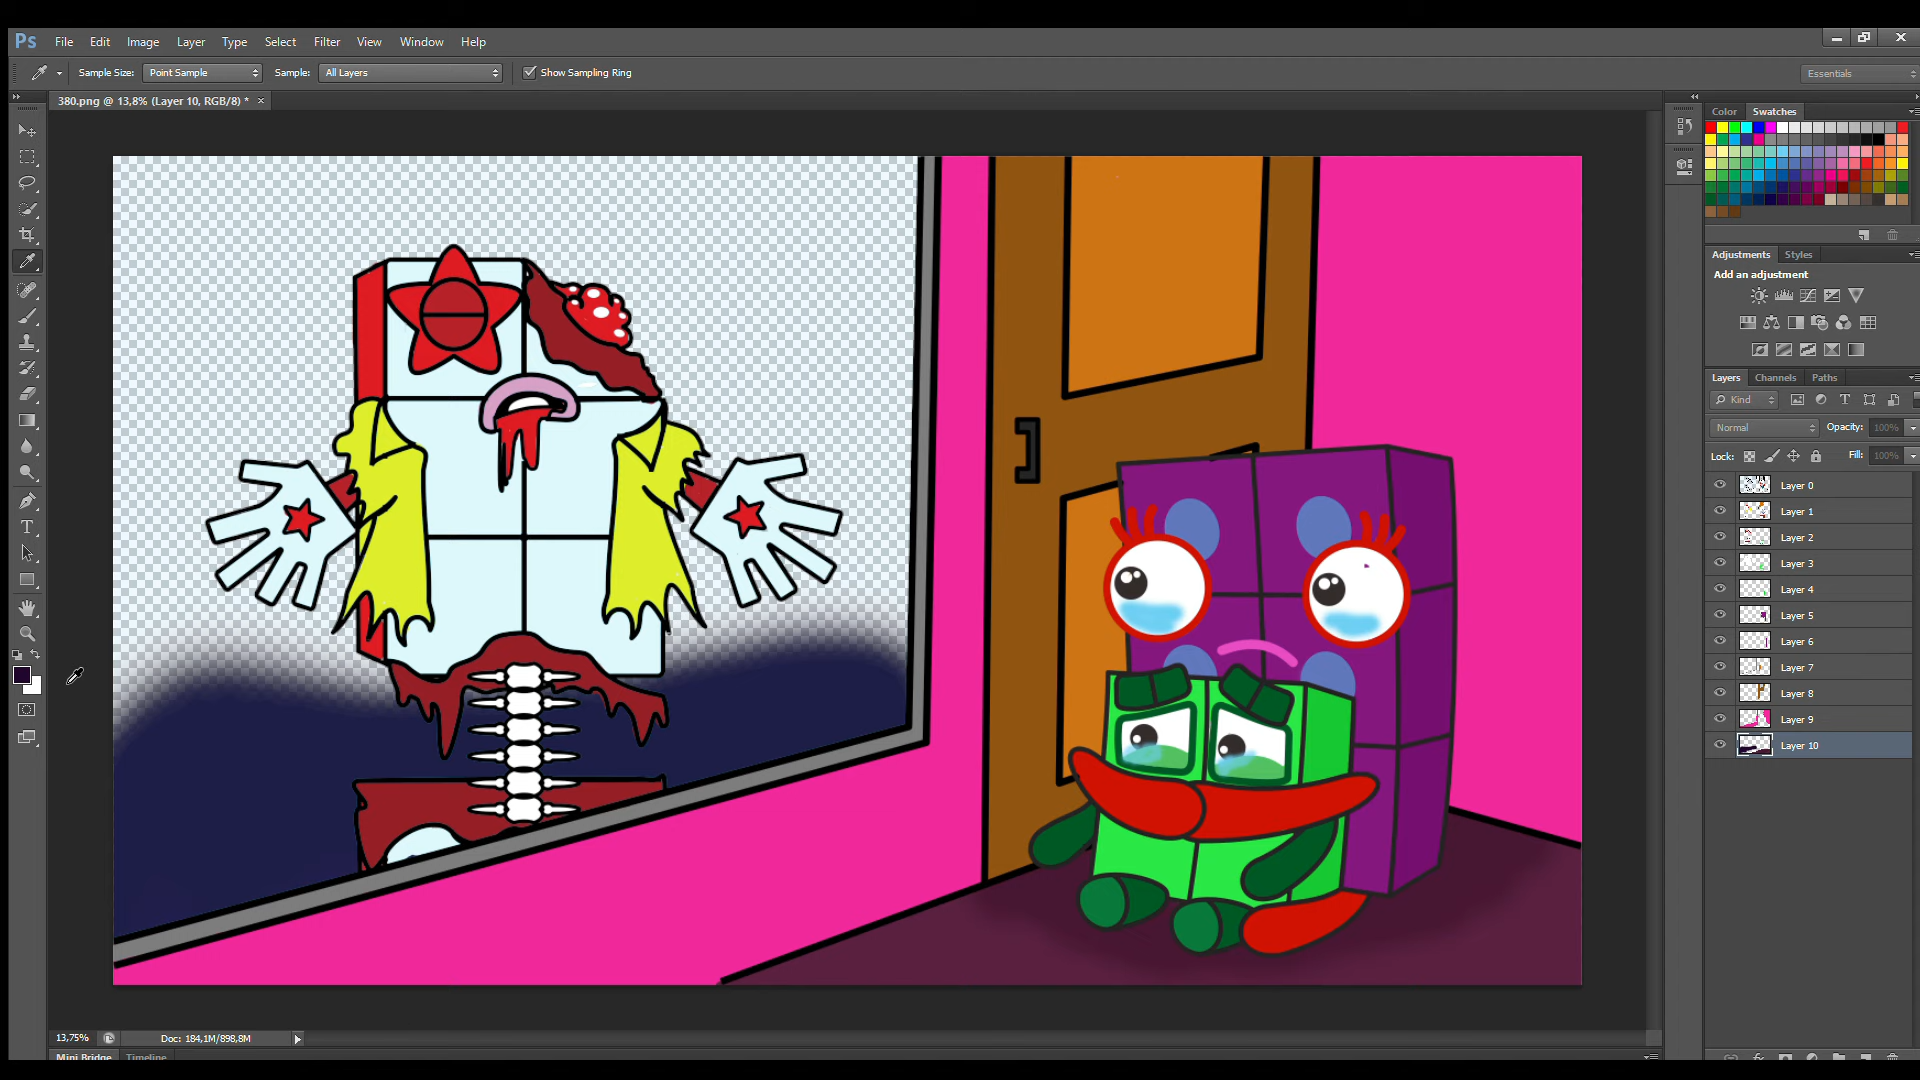 Ps File Edit Image Layer Type Select Filter View Window Help
Sample Size: Point Sample Sample: All Layers Show Sampling Ring Essentials
380.png @ 13,8% (Layer 10, RGB/8) * ×
Color Swatches
Adjustments Styles
Add an adjustment
Layers Channels Paths
Kind
Normal Opacity: 100%
Lock: Fill: 100%
Layer 0
Layer 1
Layer 2
Layer 3
Layer 4
Layer 5
Layer 6
Layer 7
Layer 8
Layer 9
Layer 10
13,75% Doc: 184,1M/898,8M
Mini Bridge Timeline